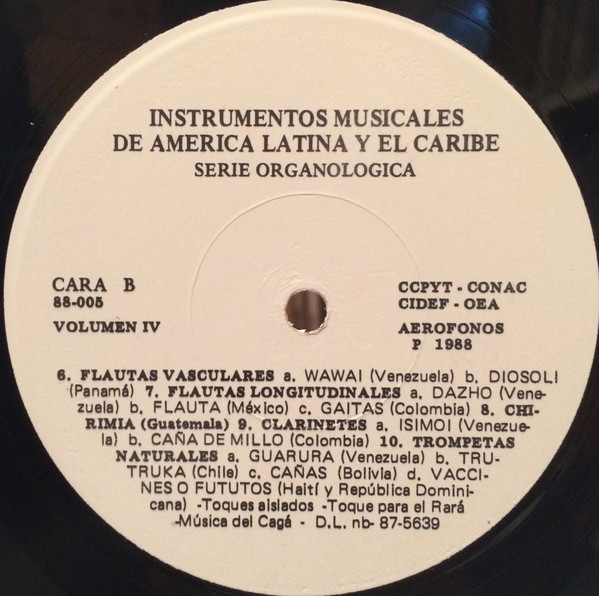 INSTRUMENTOS MUSICALES
DE AMERICA LATINA Y EL CARIBE
SERIE ORGANOLOGICA
CARA B
88-005
VOLUMEN IV
CCPYT - CONAC
CIDEF - OEA
AEROFONOS
P 1988
6. FLAUTAS VASCULARES a. WAWAI (Venezuela) b. DIOSOLI
(Panamá) 7. FLAUTAS LONGITUDINALES a. DAZHO (Vene-
zuela) b, FLAUTA (México) c, GAITAS (Colombia) 8. CHI-
RIMIA (Guatemala) 9. CLARINETES a. ISIMOI (Venezue-
la) b, CAÑA DE MILLO (Colombia) 10. TROMPETAS
NATURALES a. GUARURA (Venezuela) b. TRU-
TRUKA (Chile) c, CAÑAS (Bolivia) d, VACCI-
NES O FUTUTOS (Haití y República Domini-
cana) -Toques aislados -Toque para el Rará
-Música del Cagá - D.L. nb- 87-5639